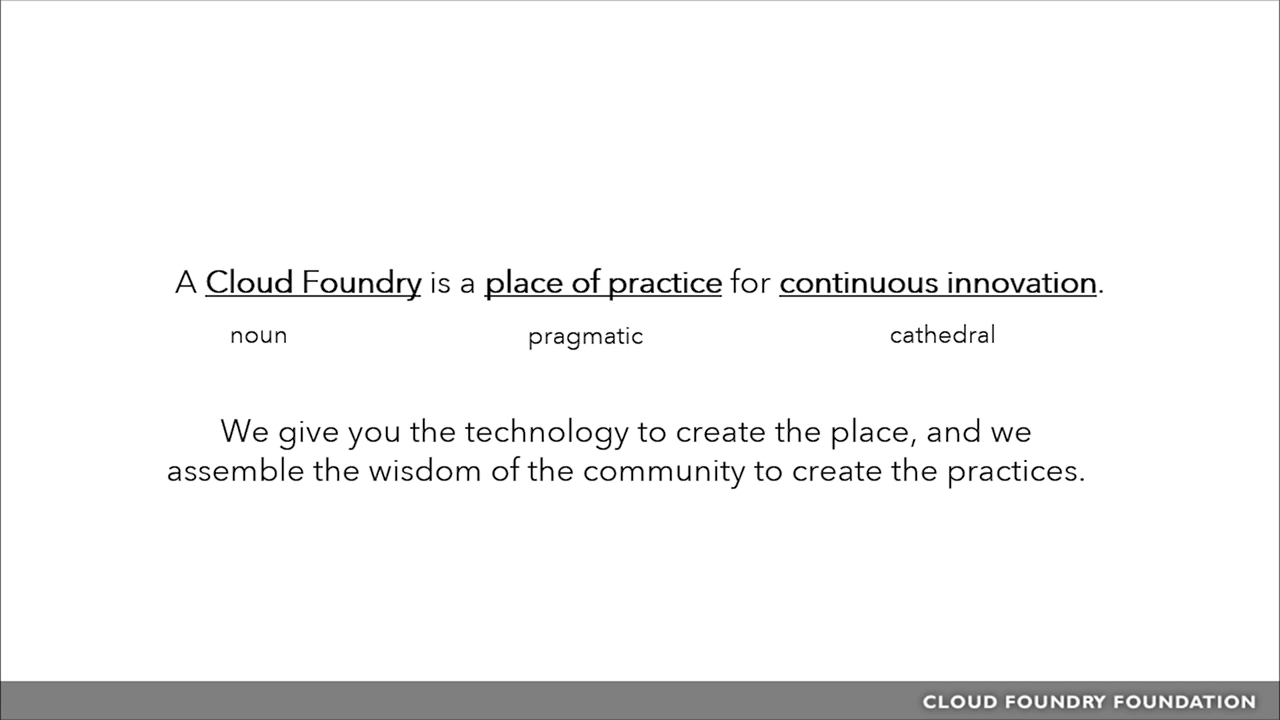 A Cloud Foundry is a place of practice for continuous innovation.
noun pragmatic cathedral
We give you the technology to create the place, and we
assemble the wisdom of the community to create the practices.
CLOUD FOUNDRY FOUNDATION